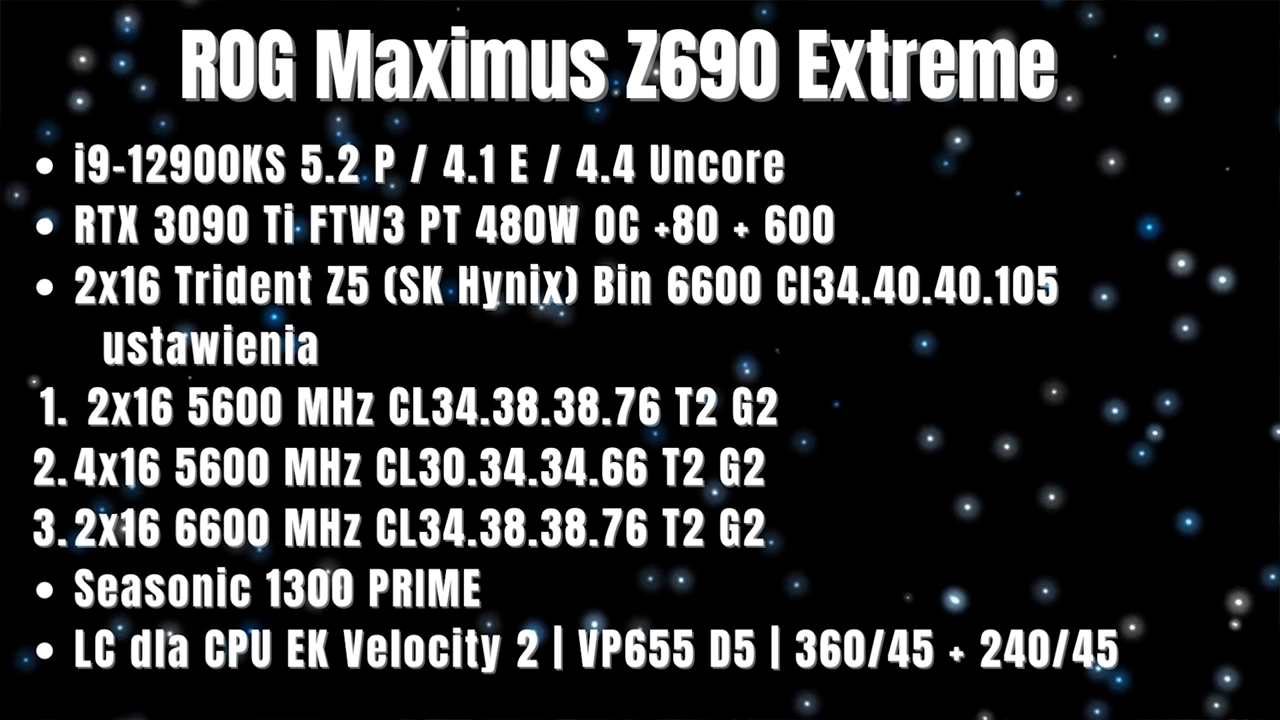 ROG Maximus Z690 Extreme
• i9-12900KS 5.2 P / 4.1 E / 4.4 Uncore
• RTX 3090 Ti FTW3 PT 480W OC +80 + 600
• 2x16 Trident Z5 (SK Hynix) Bin 6600 Cl34.40.40.105
ustawienia
1. 2x16 5600 MHz CL34.38.38.76 T2 G2
2. 4x16 5600 MHz CL30.34.34.66 T2 G2
3. 2x16 6600 MHz CL34.38.38.76 T2 G2
• Seasonic 1300 PRIME
• LC dla CPU EK Velocity 2 | VP655 D5 | 360/45 + 240/45